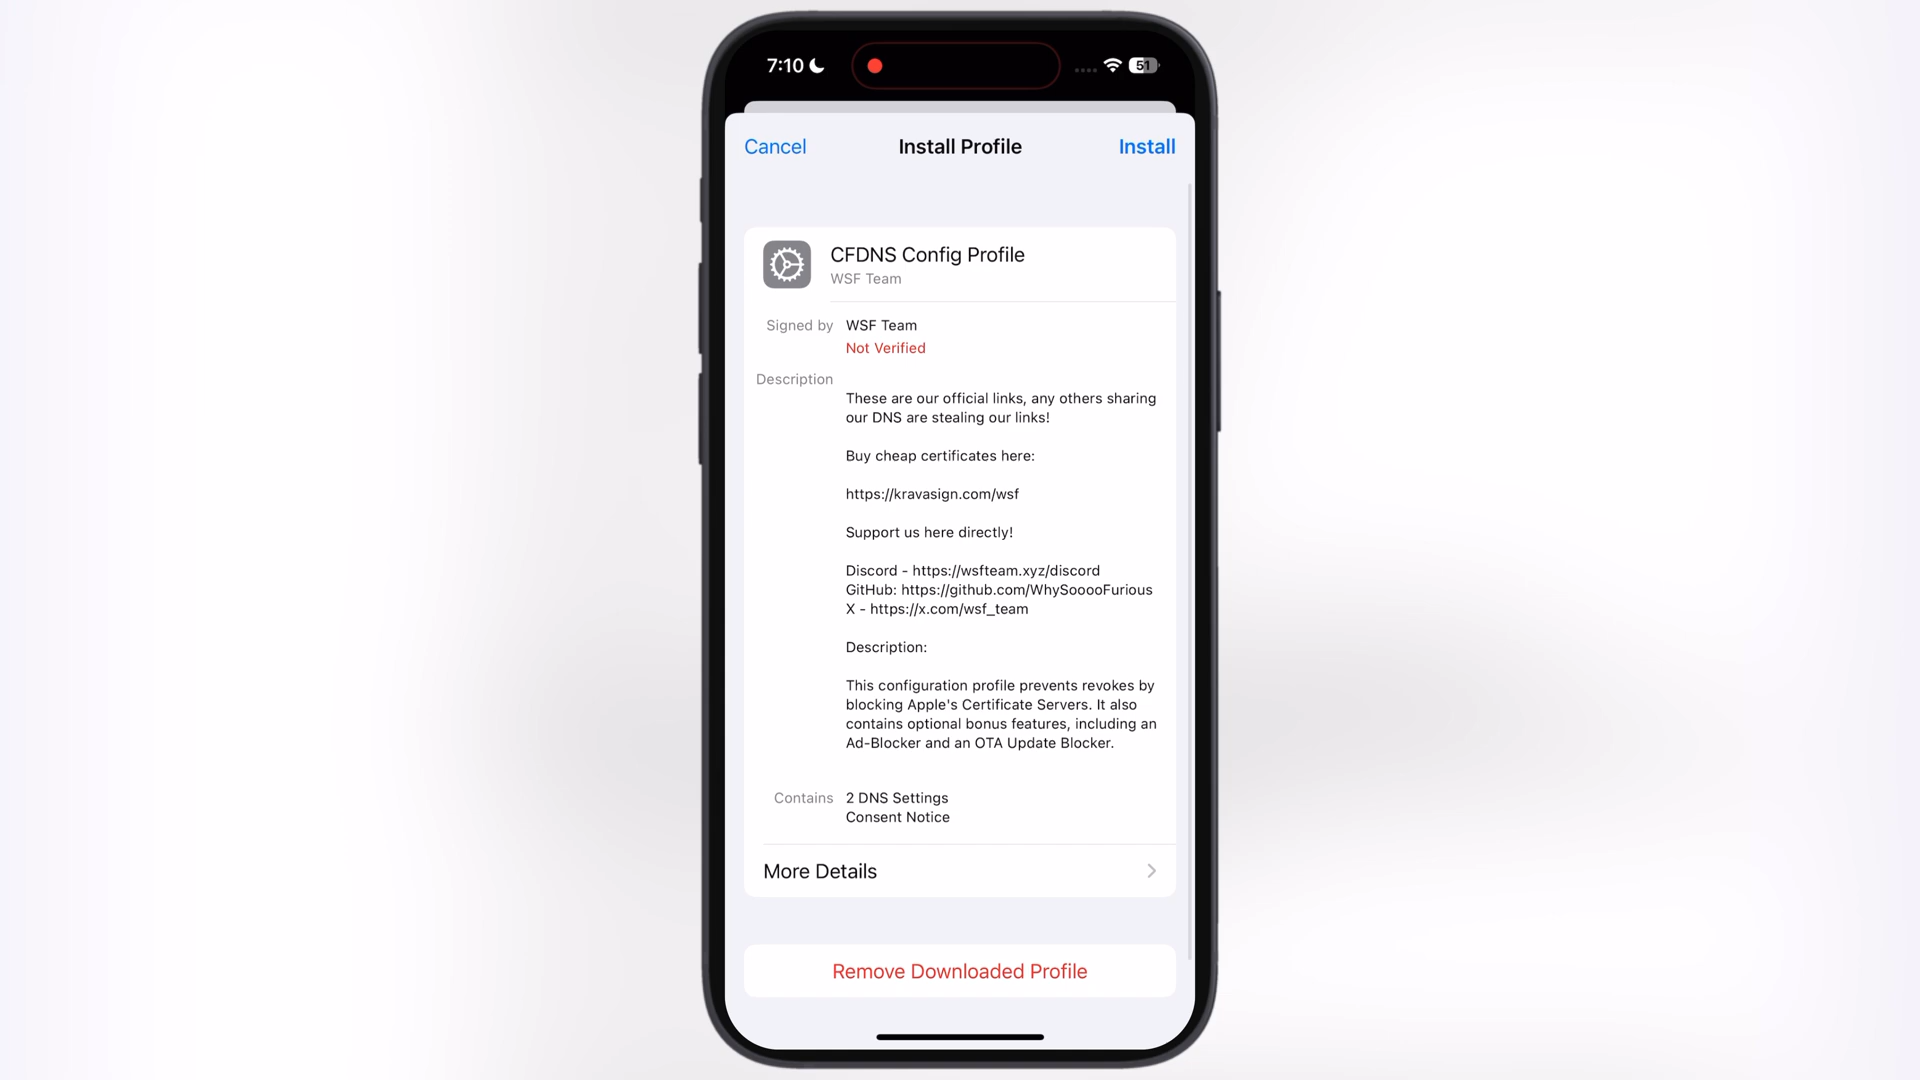 7:10
51
Cancel
Install Profile
Install
CFDNS Config Profile
WSF Team
Signed by
WSF Team
Not Verified
Description
These are our official links, any others sharing
our DNS are stealing our links!
Buy cheap certificates here:
https://kravasign.com/wsf
Support us here directly!
Discord - https://wsfteam.xyz/discord
GitHub: https://github.com/WhySooooFurious
X - https://x.com/wsf_team
Description:
This configuration profile prevents revokes by
blocking Apple's Certificate Servers. It also
contains optional bonus features, including an
Ad-Blocker and an OTA Update Blocker.
Contains
2 DNS Settings
Consent Notice
More Details
Remove Downloaded Profile